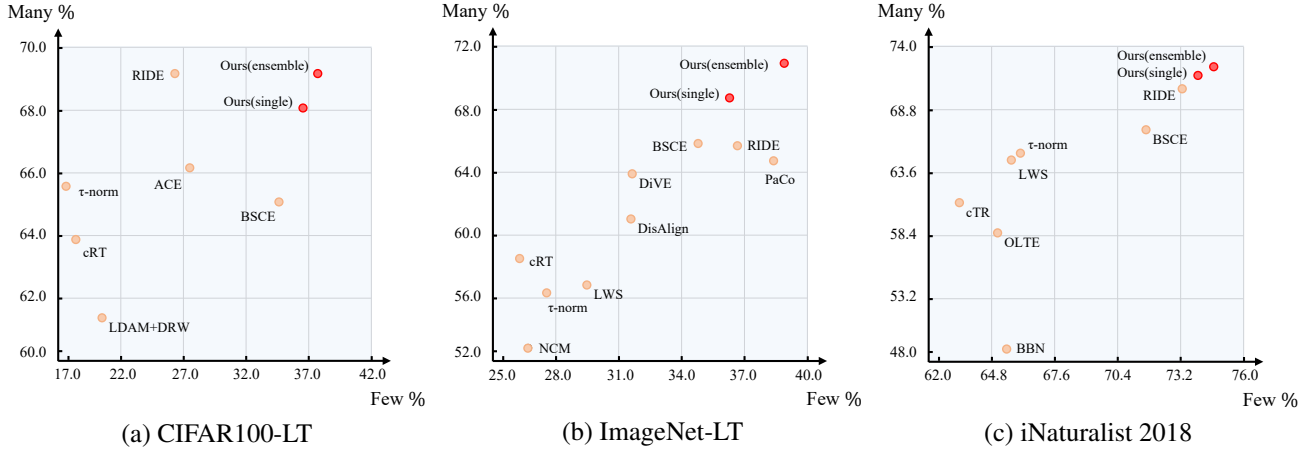 Many %
70.0
68.0
66.0
64.0
62.0
60.0
17.0 22.0 27.0 32.0 37.0 42.0
Few %
RIDE
Ours(ensemble)
Ours(single)
ACE
τ-norm
BSCE
cRT
LDAM+DRW
(a) CIFAR100-LT
Many %
72.0
68.0
64.0
60.0
56.0
52.0
25.0 28.0 31.0 34.0 37.0 40.0
Few %
Ours(ensemble)
Ours(single)
BSCE
RIDE
PaCo
DiVE
DisAlign
cRT
LWS
τ-norm
NCM
(b) ImageNet-LT
Many %
74.0
68.8
63.6
58.4
53.2
48.0
62.0 64.8 67.6 70.4 73.2 76.0
Few %
Ours(ensemble)
Ours(single)
RIDE
BSCE
τ-norm
LWS
cTR
OLTE
BBN
(c) iNaturalist 2018